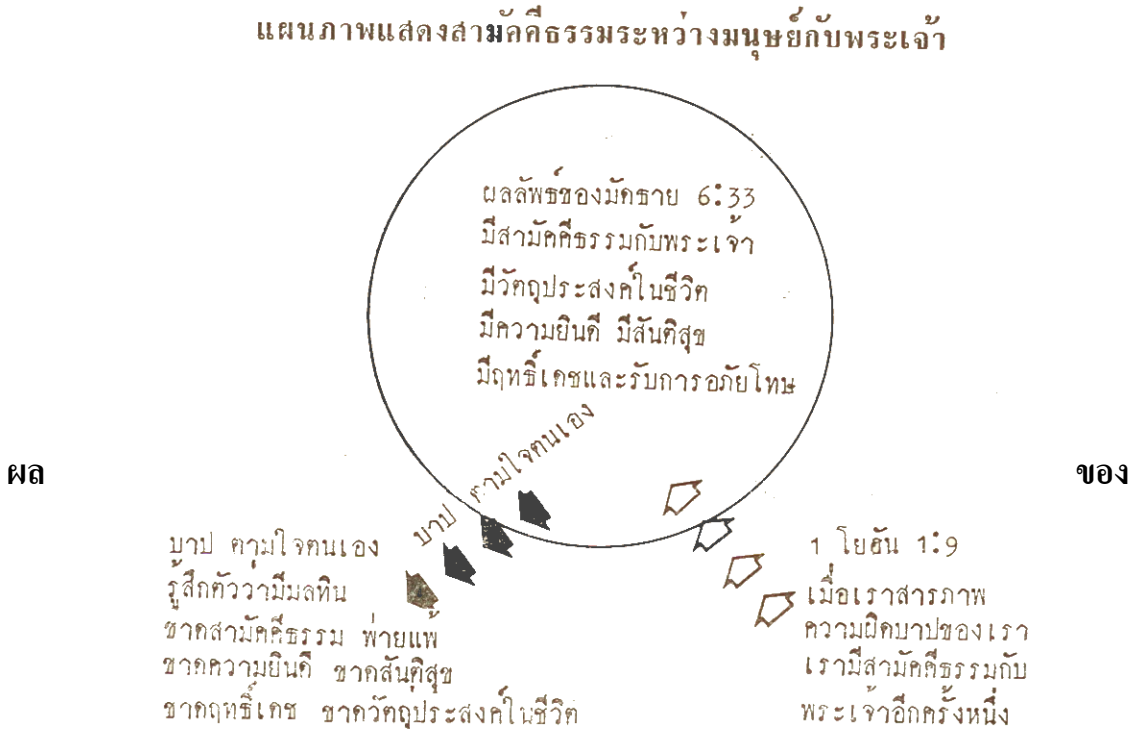 แผนภาพแสดงสามัคคีธรรมระหว่างมนุษย์กับพระเจ้า
ผลลัพธ์ของมัดธาย 6:33
มีสามัคคีธรรมกับพระเจ้า
มีวัตถุประสงค์ในชีวิต
มีความยินดี มีสันติสุข
มีฤทธิ์เดชและรับการอภัยโทษ
บาป ตามใจตนเอง
ผล
ของ
บาป ตามใจตนเอง
รู้สึกตัวว่ามีมลทิน
ขาดสามัคคีธรรม พ่ายแพ้
ขาดความยินดี ขาดสันติสุข
ขาดฤทธิ์เดช ขาดวัตถุประสงค์ในชีวิต
1 โยฮัน 1:9
เมื่อเราสารภาพ
ความผิดบาปของเรา
เรามีสามัคคีธรรมกับ
พระเจ้าอีกครั้งหนึ่ง